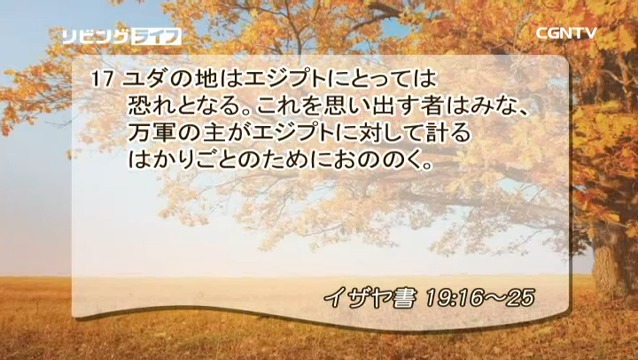 リビングライフ
CGNTV
17 ユダの地はエジプトにとっては
恐れとなる。これを思い出す者はみな、
万軍の主がエジプトに対して計る
はかりごとのためにおののく。
イザヤ書 19:16～25